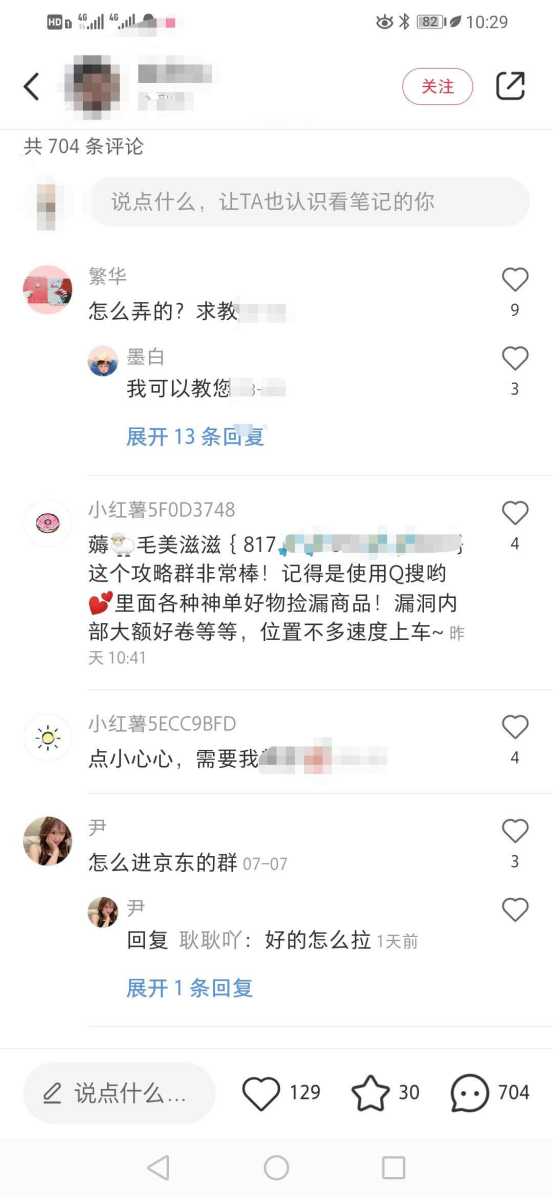 HD 4G 4G 82 10:29
关注
共 704 条评论
说点什么，让TA也认识看笔记的你
繁华
怎么弄的？求教
9
墨白
我可以教您
3
展开 13 条回复
小红薯5F0D3748
薅🐑毛美滋滋 { 817
4
这个攻略群非常棒！记得是使用Q搜哟
💕里面各种神单好物捡漏商品！漏洞内
部大额好卷等等，位置不多速度上车~ 昨
天 10:41
小红薯5ECC9BFD
点小心心，需要我
4
尹
怎么进京东的群 07-07
3
尹
回复 耿耿吖：好的怎么拉 1天前
展开 1 条回复
说点什么... 129 30 704